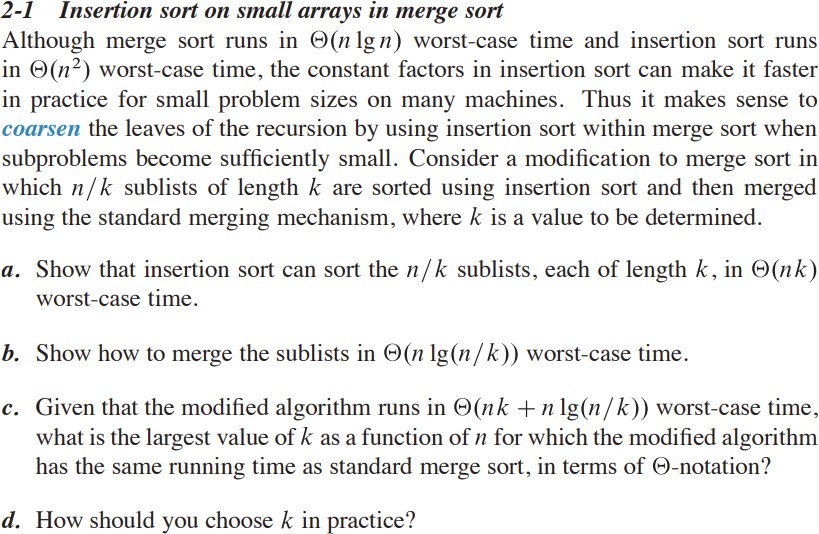 2-1 Insertion sort on small arrays in merge sort
Although merge sort runs in Θ(n lg n) worst-case time and insertion sort runs
in Θ(n²) worst-case time, the constant factors in insertion sort can make it faster
in practice for small problem sizes on many machines. Thus it makes sense to
coarsen the leaves of the recursion by using insertion sort within merge sort when
subproblems become sufficiently small. Consider a modification to merge sort in
which n/k sublists of length k are sorted using insertion sort and then merged
using the standard merging mechanism, where k is a value to be determined.
a. Show that insertion sort can sort the n/k sublists, each of length k, in Θ(nk)
worst-case time.
b. Show how to merge the sublists in Θ(n lg(n/k)) worst-case time.
c. Given that the modified algorithm runs in Θ(nk + n lg(n/k)) worst-case time,
what is the largest value of k as a function of n for which the modified algorithm
has the same running time as standard merge sort, in terms of Θ-notation?
d. How should you choose k in practice?